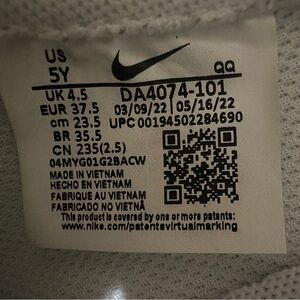 US
5Y QQ
UK 4.5 DA4074-101
EUR 37.5 03/09/22 05/16/22
cm 23.5 UPC 00194502284690
BR 35.5
CN 235(2.5)
04MYG01G2BACW
MADE IN VIETNAM
HECHO EN VIETNAM
FABRIQUE AU VIETNAM
FABRICADO NO VIETNÃ
This product is covered by one or more patents:
www.nike.com/patentsvirtualmarking